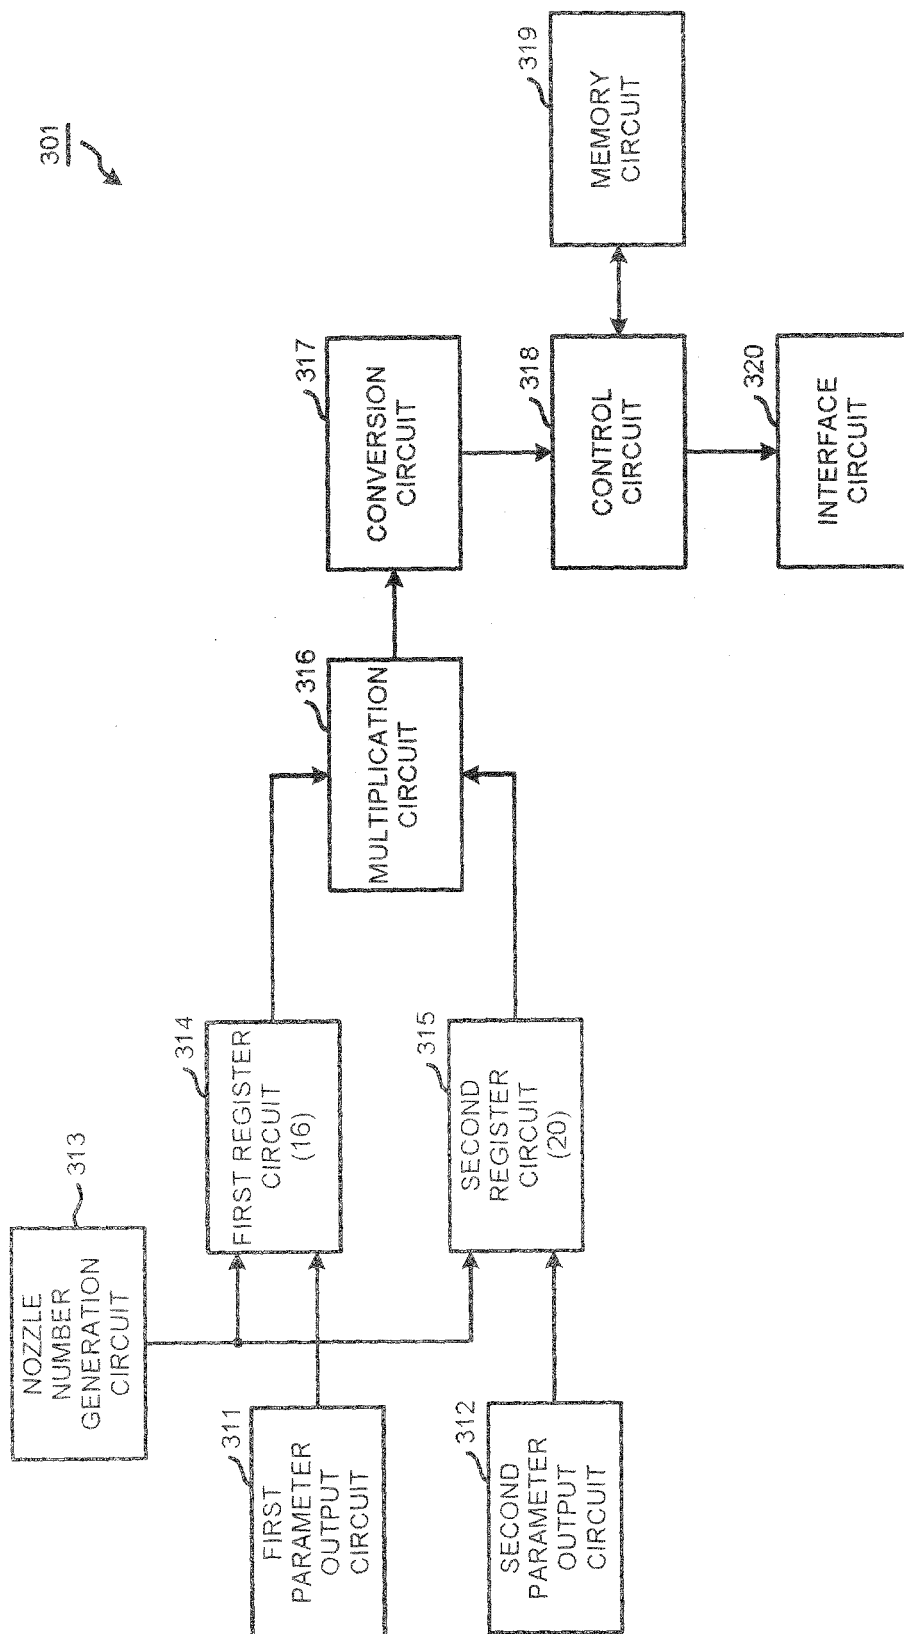 301
NOZZLE
NUMBER
GENERATION
CIRCUIT
313
FIRST
PARAMETER
OUTPUT
CIRCUIT
311
SECOND
PARAMETER
OUTPUT
CIRCUIT
312
FIRST REGISTER
CIRCUIT
(16)
314
SECOND
REGISTER
CIRCUIT
(20)
315
MULTIPLICATION
CIRCUIT
316
CONVERSION
CIRCUIT
317
CONTROL
CIRCUIT
318
MEMORY
CIRCUIT
319
INTERFACE
CIRCUIT
320